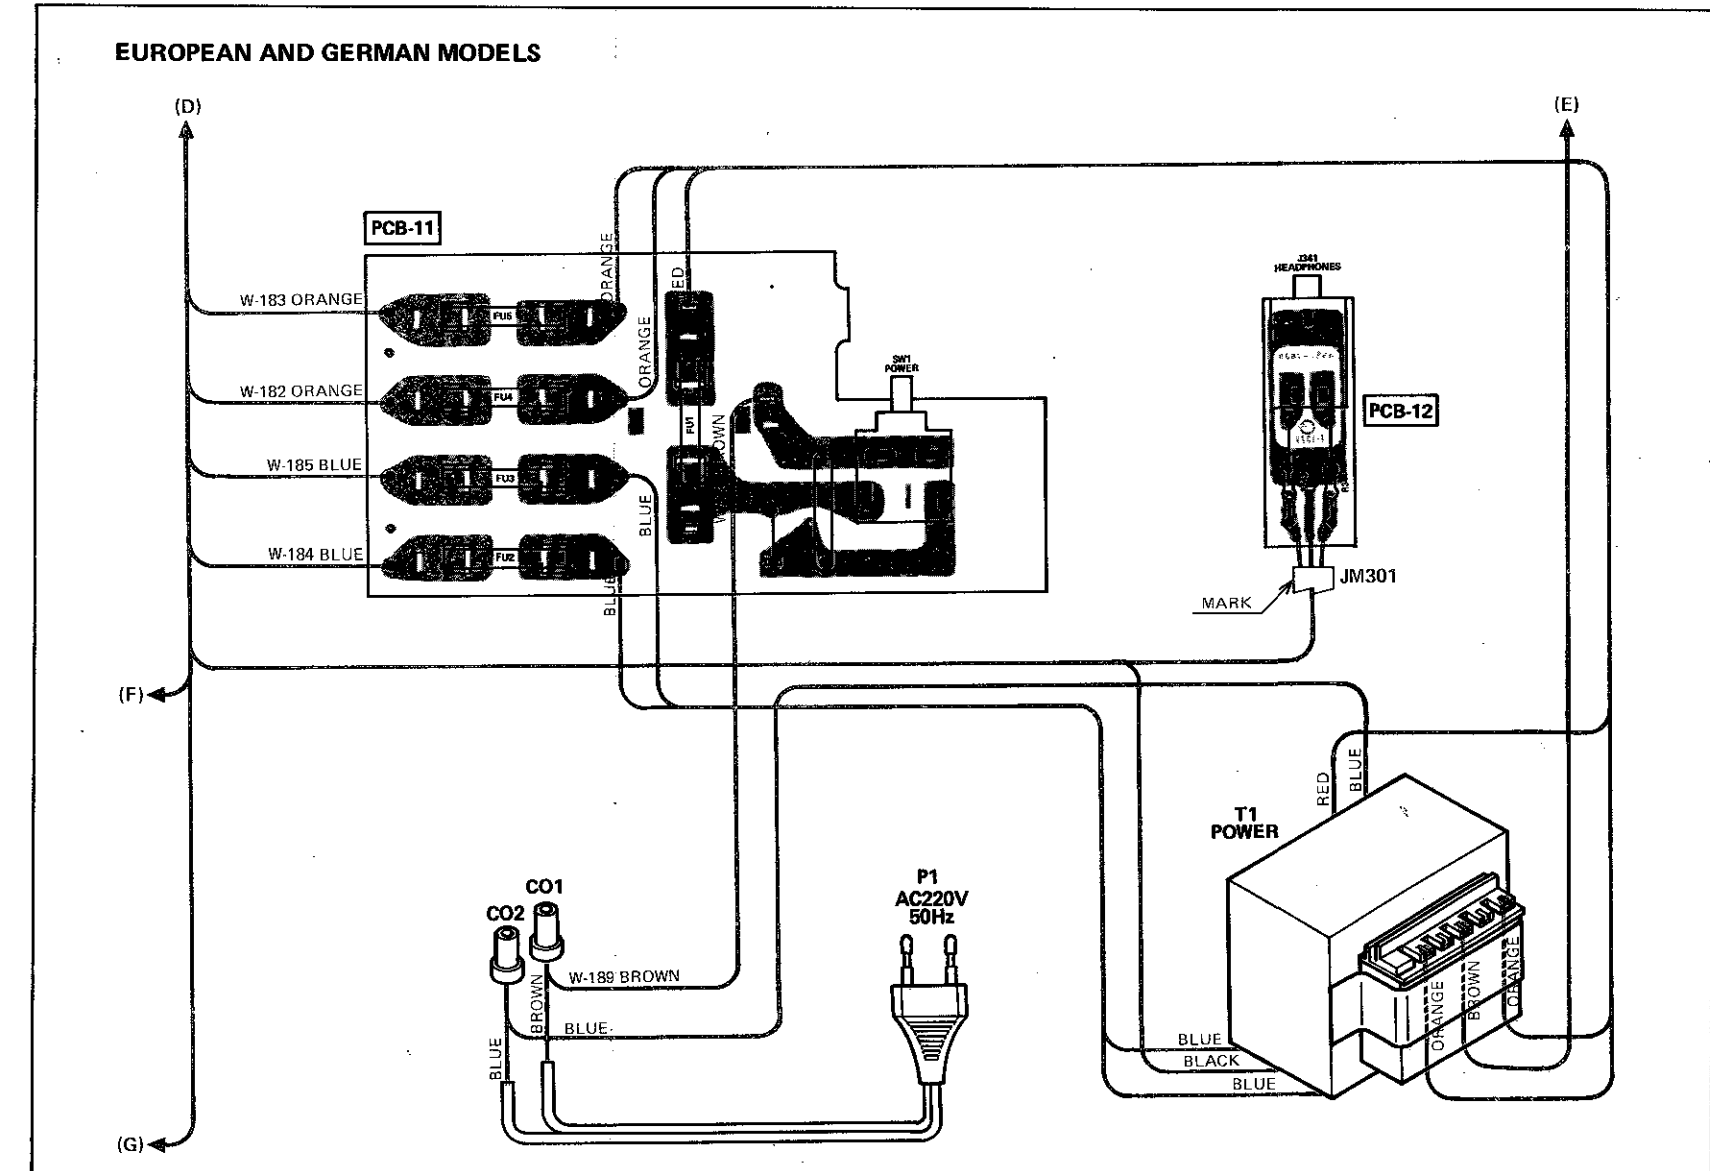 EUROPEAN AND GERMAN MODELS
(D)
(E)
PCB-11
ORANGE
RED
J341
HEADPHONES
W-183 ORANGE
FU5
ORANGE
SW1
POWER
W-182 ORANGE
FU4
FU1
BROWN
PCB-12
W-185 BLUE
FU3
BLUE
W-184 BLUE
FU2
BLUE
JM301
MARK
(F)
RED
BLUE
T1
POWER
CO1
CO2
P1
AC220V
50Hz
W-189 BROWN
BROWN
BLUE
BLUE
ORANGE
BROWN
ORANGE
BLUE
BLACK
BLUE
(G)